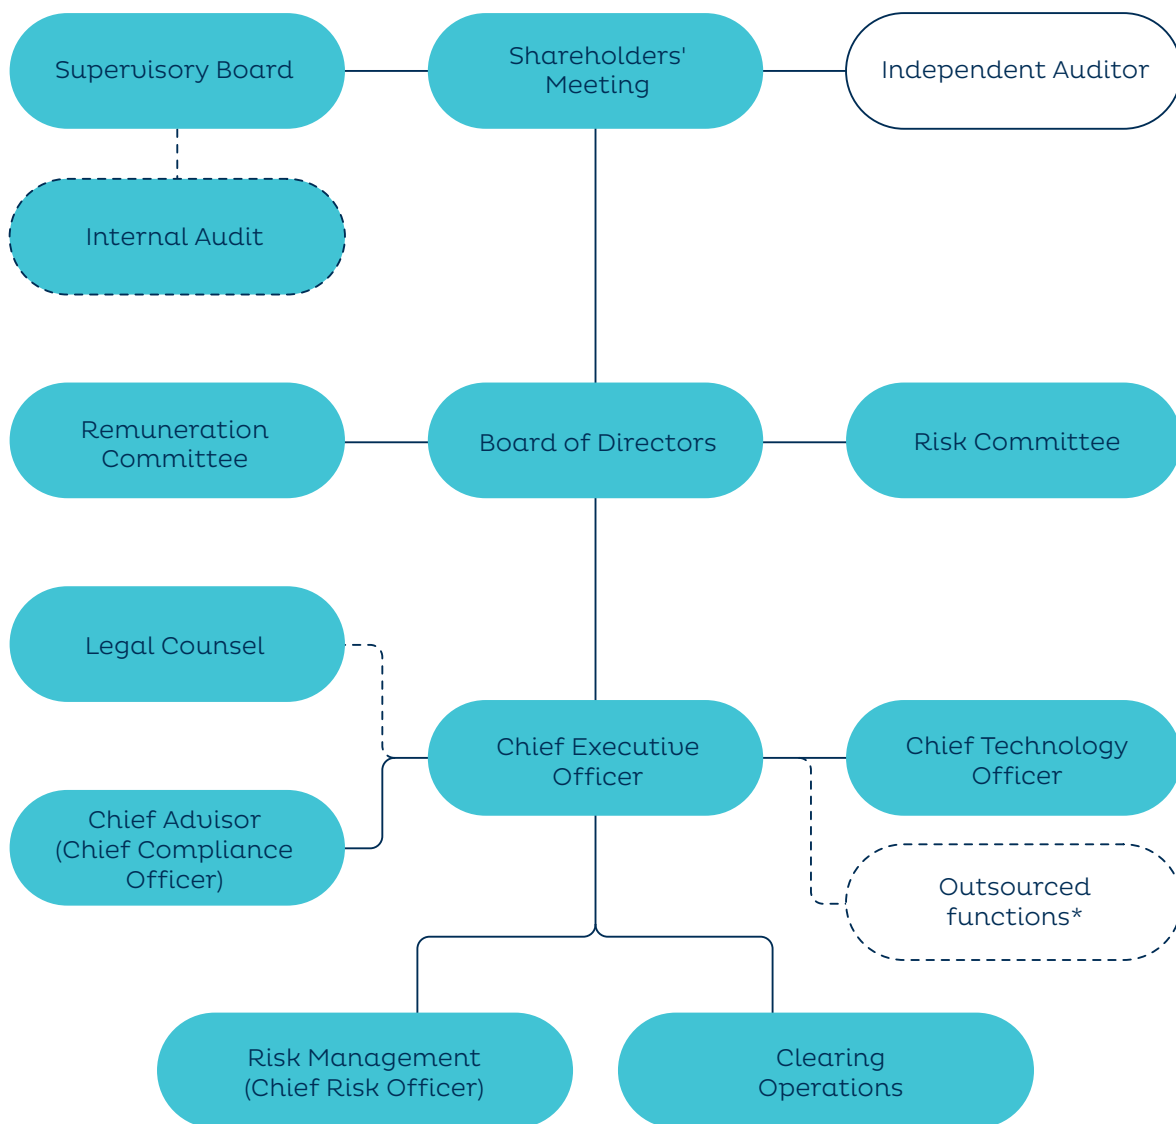 Supervisory Board
Shareholders'
Meeting
Independent Auditor
Internal Audit
Remuneration
Committee
Board of Directors
Risk Committee
Legal Counsel
Chief Executive
Officer
Chief Technology
Officer
Chief Advisor
(Chief Compliance
Officer)
Outsourced
functions*
Risk Management
(Chief Risk Officer)
Clearing
Operations